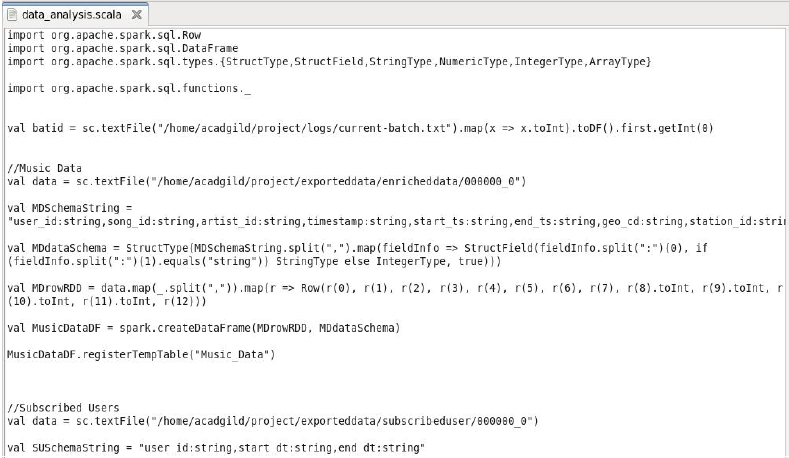 data_analysis.scala
import org.apache.spark.sql.Row
import org.apache.spark.sql.DataFrame
import org.apache.spark.sql.types.{StructType,StructField,StringType,NumericType,IntegerType,ArrayType}
import org.apache.spark.sql.functions._
val batid = sc.textFile("/home/acadgild/project/logs/current-batch.txt").map(x => x.toInt).toDF().first.getInt(0)
//Music Data
val data = sc.textFile("/home/acadgild/project/exporteddata/enricheddata/000000_0")
val MDSchemaString =
"user_id:string,song_id:string,artist_id:string,timestamp:string,start_ts:string,end_ts:string,geo_cd:string,station_id:strin
val MDdataSchema = StructType(MDSchemaString.split(",").map(fieldInfo => StructField(fieldInfo.split(":")(0), if
(fieldInfo.split(":")(1).equals("string")) StringType else IntegerType, true)))
val MDrowRDD = data.map(_.split(",")).map(r => Row(r(0), r(1), r(2), r(3), r(4), r(5), r(6), r(7), r(8).toInt, r(9).toInt, r
(10).toInt, r(11).toInt, r(12)))
val MusicDataDF = spark.createDataFrame(MDrowRDD, MDdataSchema)
MusicDataDF.registerTempTable("Music_Data")
//Subscribed Users
val data = sc.textFile("/home/acadgild/project/exporteddata/subscribeduser/000000_0")
val SUSchemaString = "user_id:string,start_dt:string,end_dt:string"